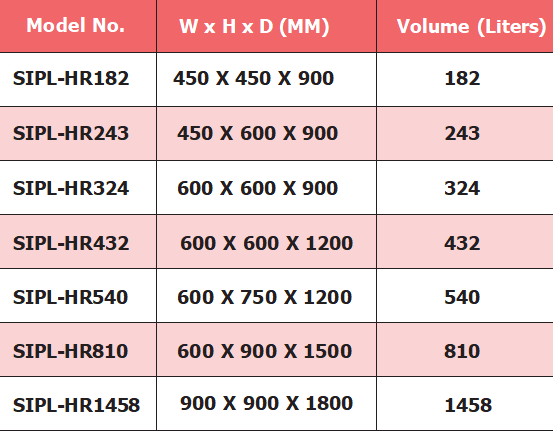 Model No. W x H x D (MM) Volume (Liters)
SIPL-HR182 450 X 450 X 900 182
SIPL-HR243 450 X 600 X 900 243
SIPL-HR324 600 X 600 X 900 324
SIPL-HR432 600 X 600 X 1200 432
SIPL-HR540 600 X 750 X 1200 540
SIPL-HR810 600 X 900 X 1500 810
SIPL-HR1458 900 X 900 X 1800 1458